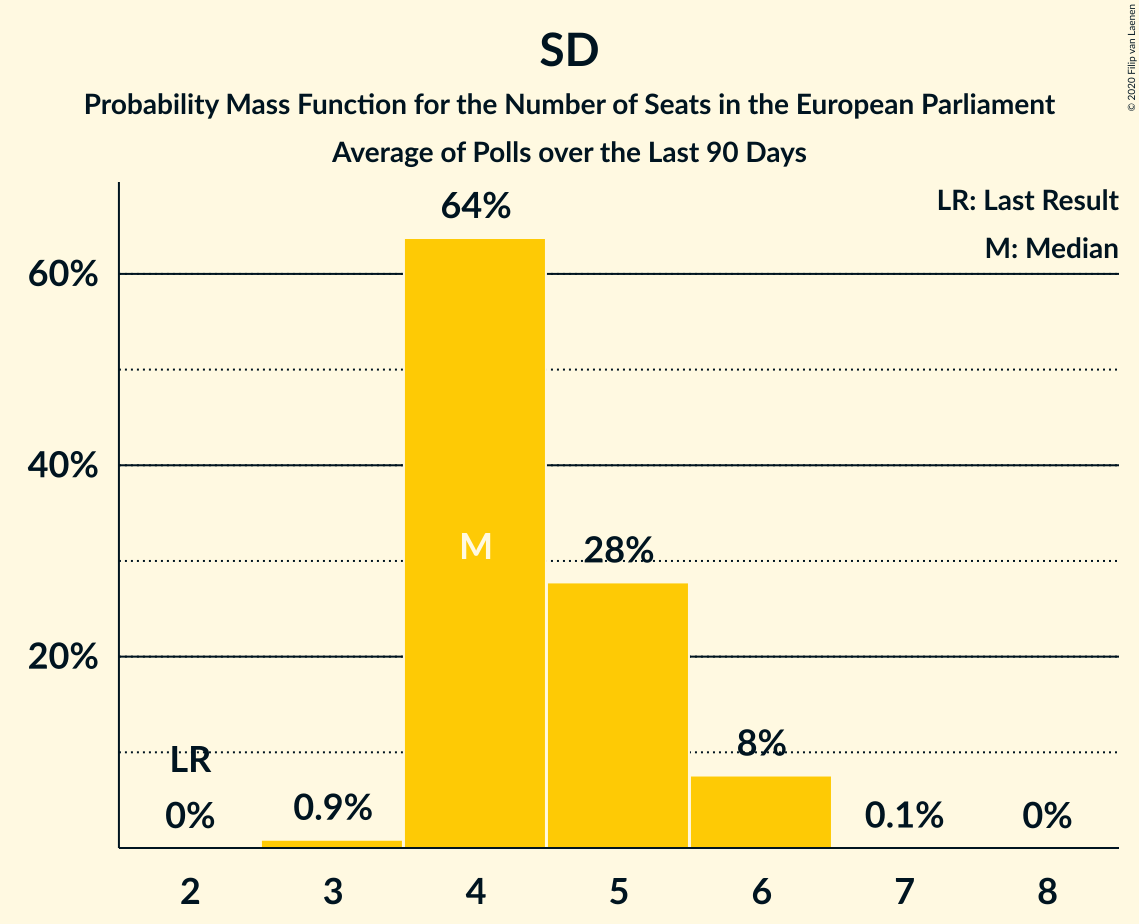 SD
Probability Mass Function for the Number of Seats in the European Parliament
Average of Polls over the Last 90 Days
© 2020 Filip van Laenen
LR: Last Result
M: Median
60%
40%
20%
64%
M
28%
8%
LR
0%
0.9%
0.1%
0%
2 3 4 5 6 7 8